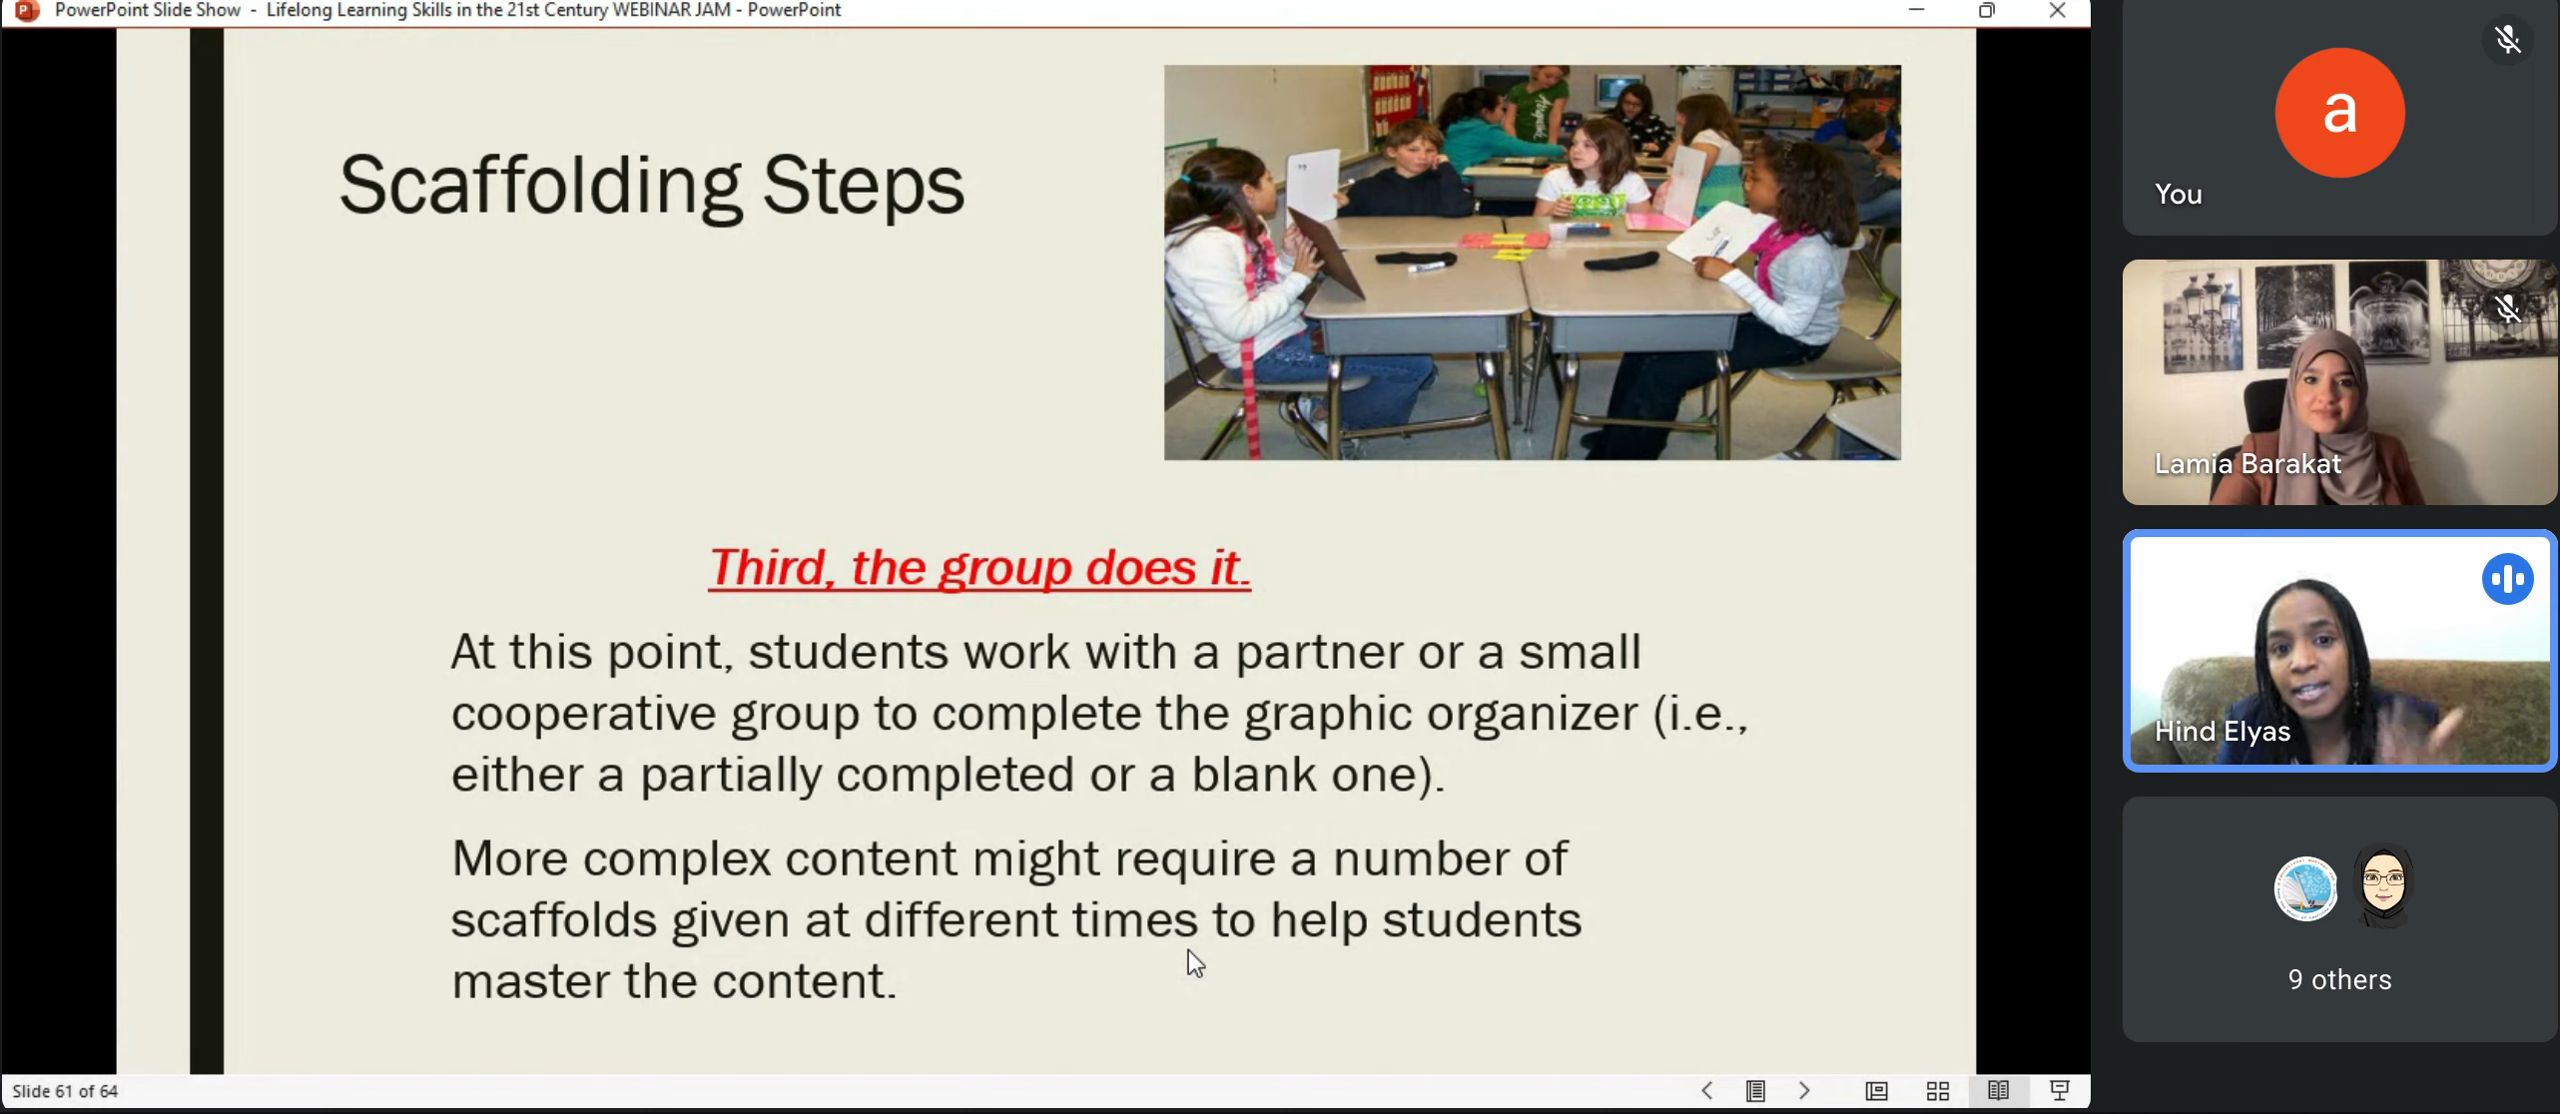 PowerPoint Slide Show - Lifelong Learning Skills in the 21st Century WEBINAR JAM - PowerPoint
Scaffolding Steps
Third, the group does it.
At this point, students work with a partner or a small
cooperative group to complete the graphic organizer (i.e.,
either a partially completed or a blank one).
More complex content might require a number of
scaffolds given at different times to help students
master the content.
Slide 61 of 64
a
You
Lamia Barakat
Hind Elyas
9 others